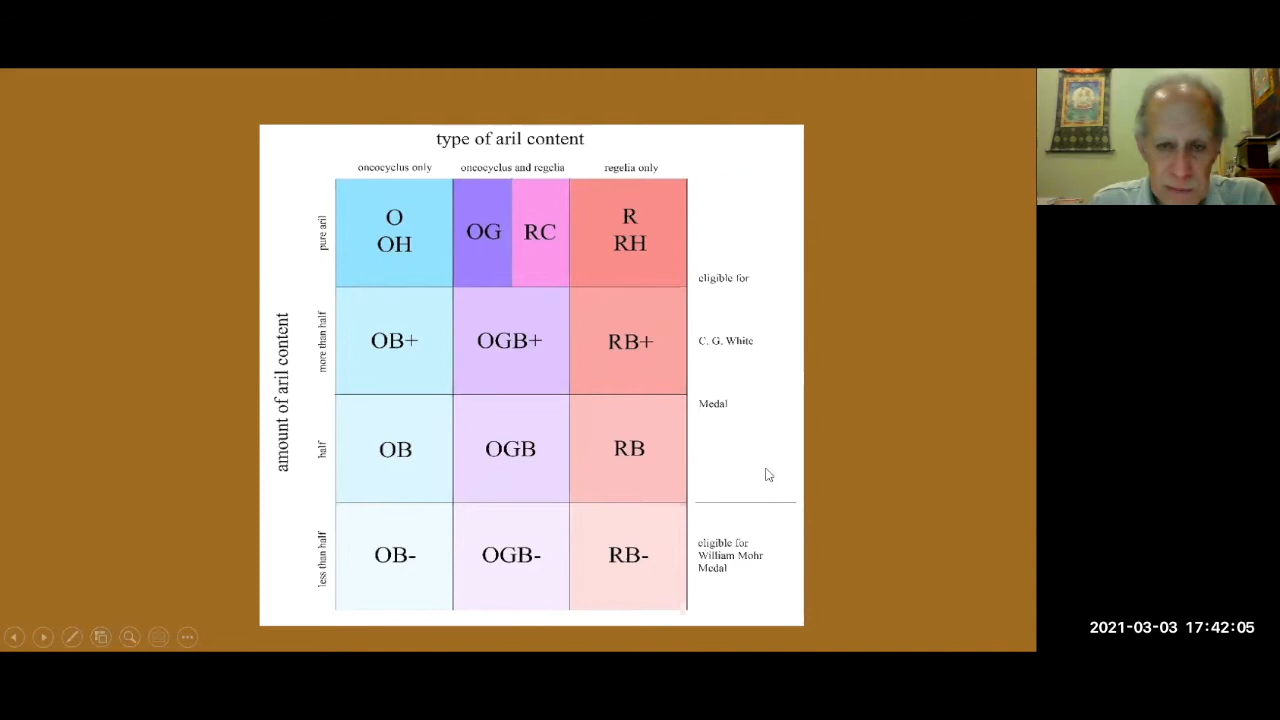 type of aril content
oncocyclus only
oncocyclus and regelia
regelia only
amount of aril content
pure aril
O
OH
OG
RC
R
RH
eligible for
more than half
OB+
OGB+
RB+
C. G. White
Medal
half
OB
OGB
RB
less than half
OB-
OGB-
RB-
eligible for
William Mohr
Medal
2021-03-03 17:42:05